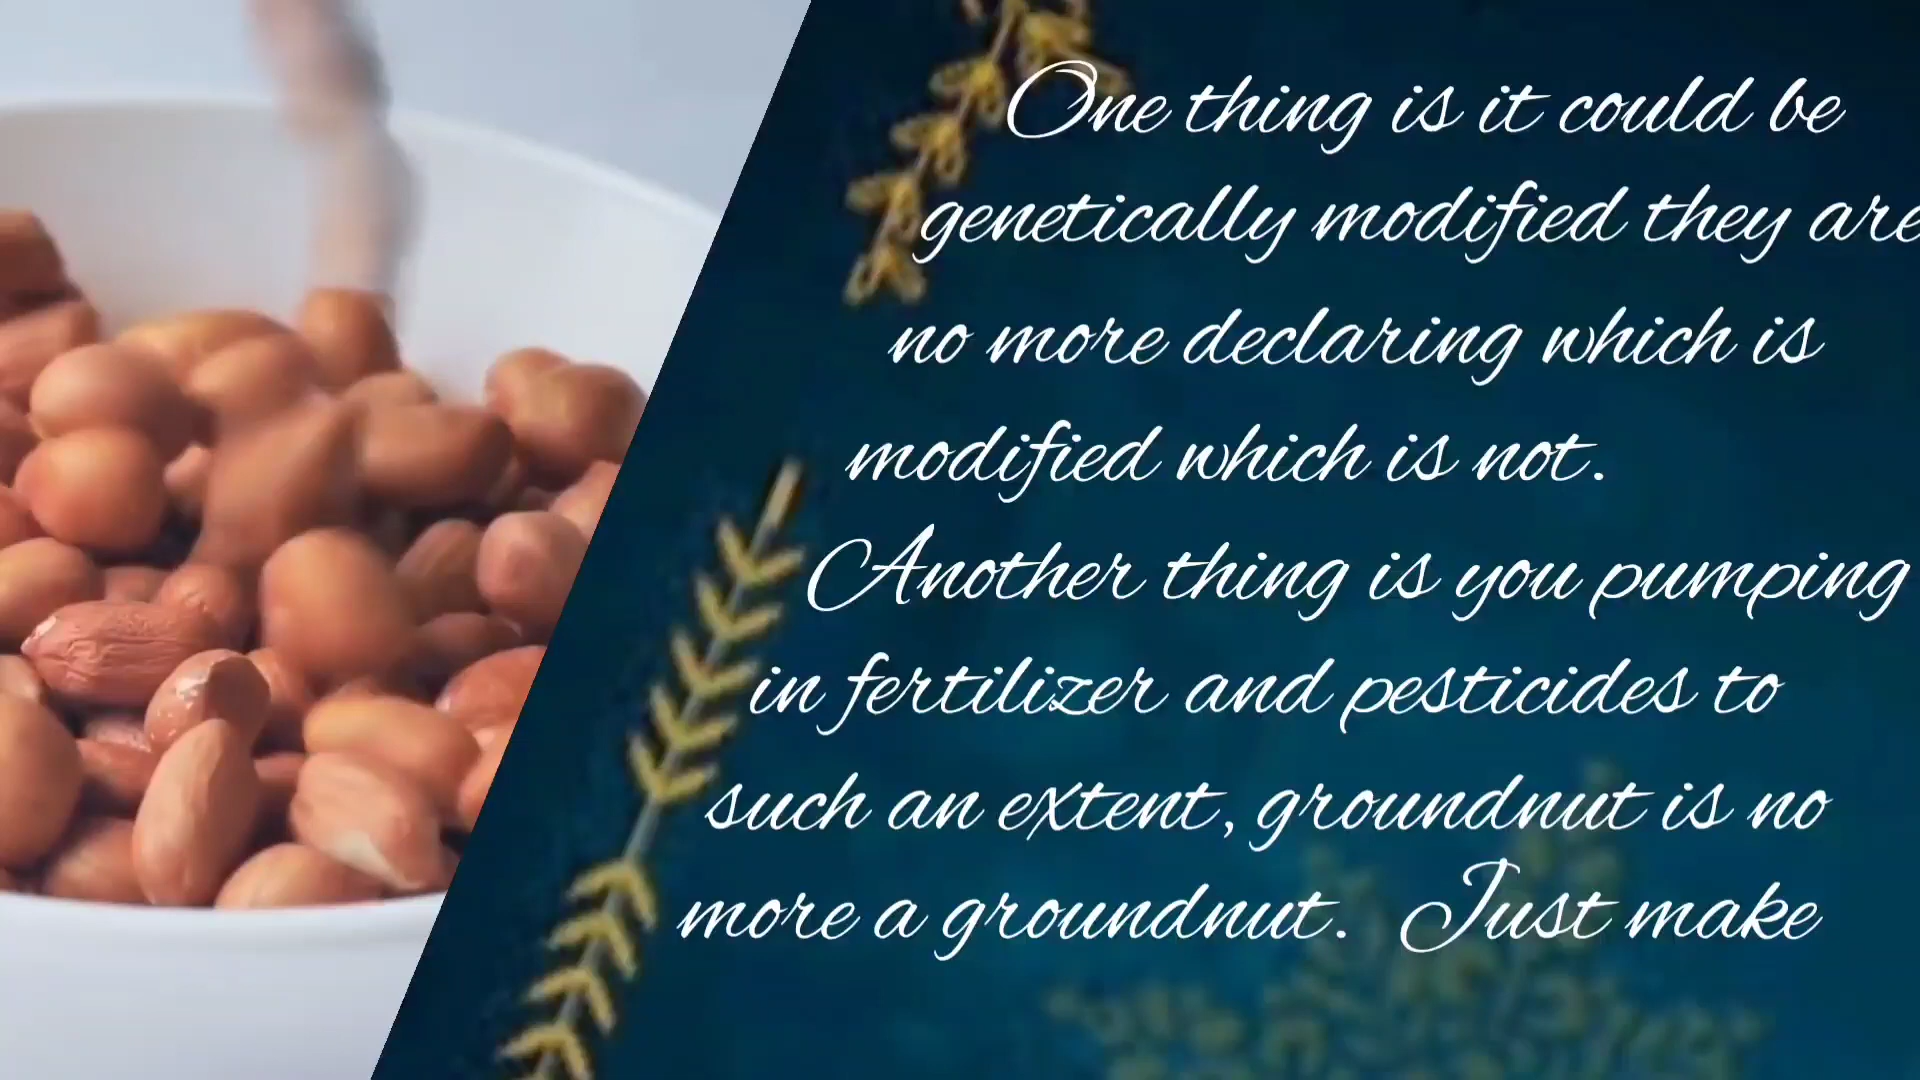 One thing is it could be
genetically modified they are
no more declaring which is
modified which is not.
Another thing is you pumping
in fertilizer and pesticides to
such an extent, groundnut is no
more a groundnut. Just make